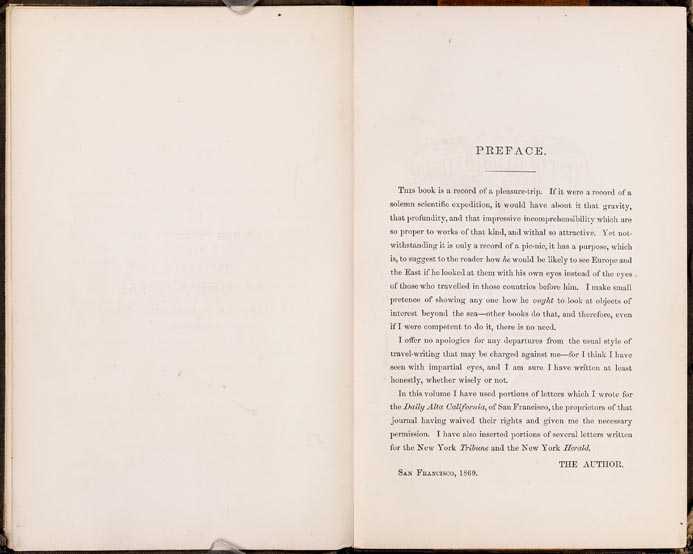 PREFACE.
This book is a record of a pleasure-trip. If it were a record of a
solemn scientific expedition, it would have about it that gravity,
that profundity, and that impressive incomprehensibility which are
so proper to works of that kind, and withal so attractive. Yet not-
withstanding it is only a record of a pic-nic, it has a purpose, which
is, to suggest to the reader how he would be likely to see Europe and
the East if he looked at them with his own eyes instead of the eyes
of those who travelled in those countries before him. I make small
pretence of showing any one how he ought to look at objects of
interest beyond the sea—other books do that, and therefore, even
if I were competent to do it, there is no need.
I offer no apologies for any departures from the usual style of
travel-writing that may be charged against me—for I think I have
seen with impartial eyes, and I am sure I have written at least
honestly, whether wisely or not.
In this volume I have used portions of letters which I wrote for
the Daily Alta California, of San Francisco, the proprietors of that
journal having waived their rights and given me the necessary
permission. I have also inserted portions of several letters written
for the New York Tribune and the New York Herald.
THE AUTHOR.
San Francisco, 1869.